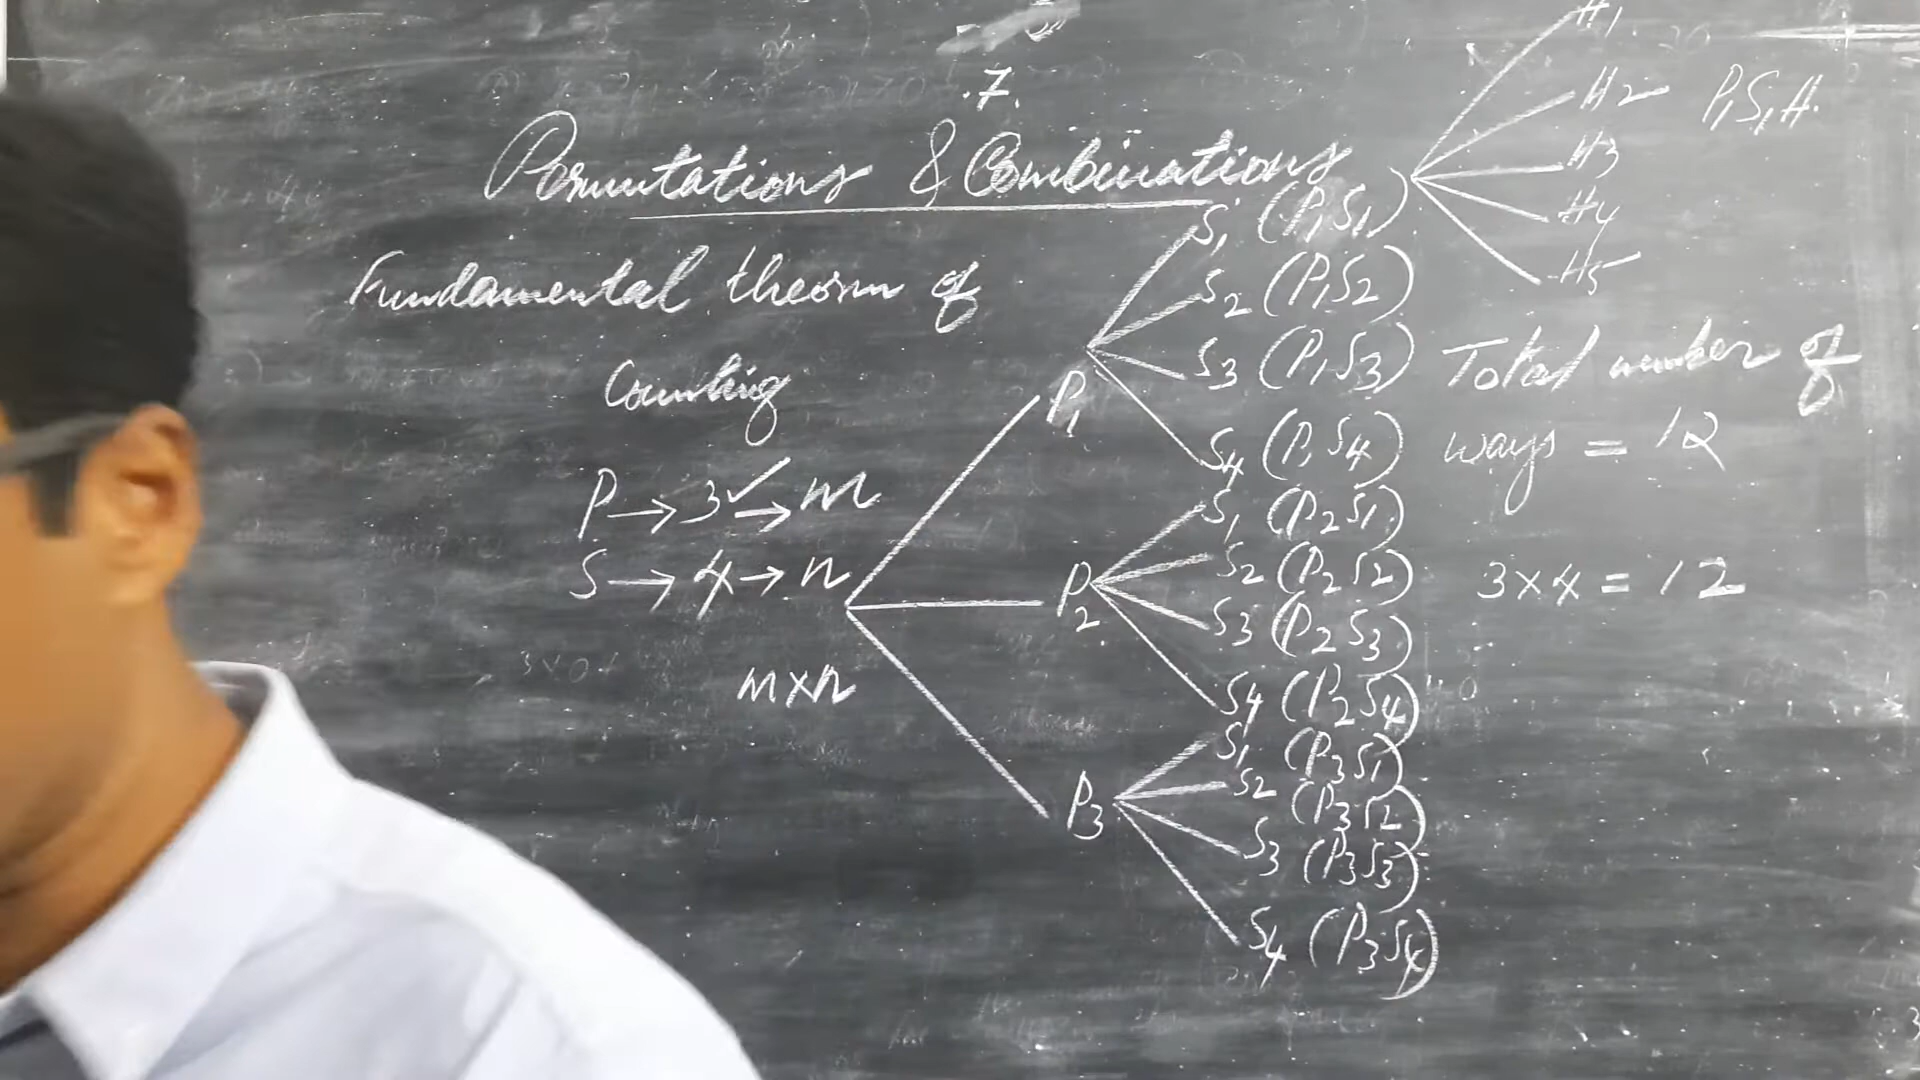 .7.
Permutations & Combinations
Fundamental theorem of
Counting
P → 3 ✓ → m
S → 4 → n
m×n
P1
S1 (P1S1)
S2 (P1S2)
S3 (P1S3)
S4 (P1S4)
P2
S1 (P2S1)
S2 (P2S2)
S3 (P2S3)
S4 (P2S4)
P3
S1 (P3S1)
S2 (P3S2)
S3 (P3S3)
S4 (P3S4)
H1
H2 P1S1H
H3
H4
H5
Total number of
ways = 12
3×4 = 12